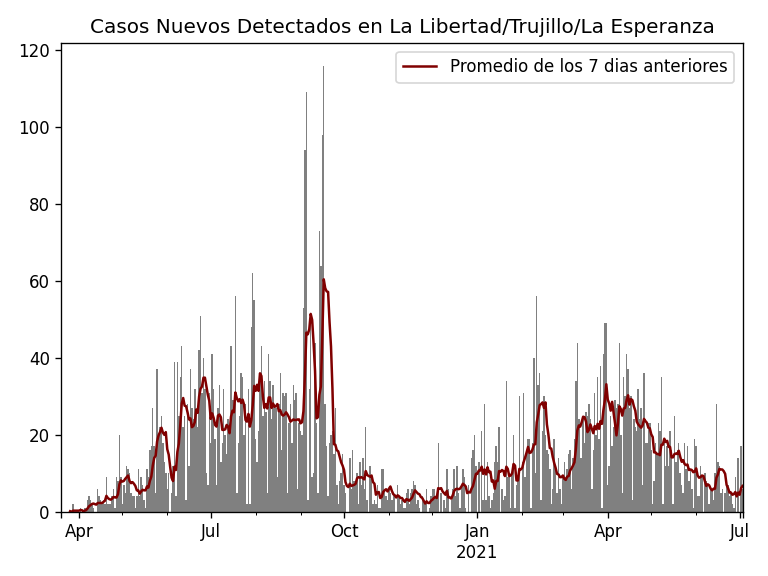 Casos Nuevos Detectados en La Libertad/Trujillo/La Esperanza
Promedio de los 7 dias anteriores
120
100
80
60
40
20
0
Apr Jul Oct Jan Apr Jul
2021